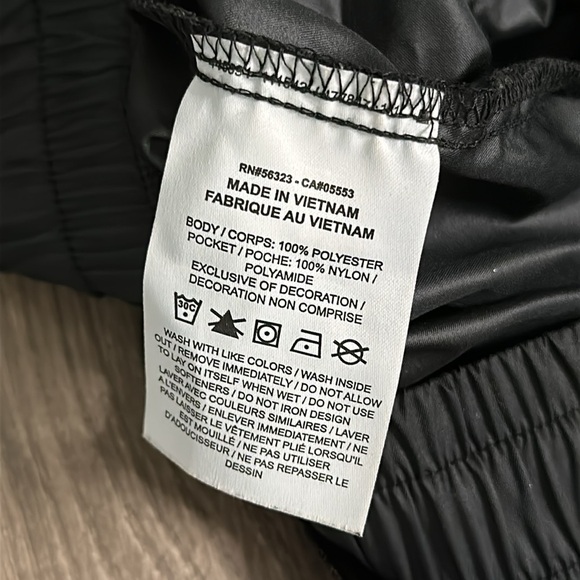 RN#56323 - CA#05553
MADE IN VIETNAM
FABRIQUE AU VIETNAM
BODY / CORPS: 100% POLYESTER
POCKET / POCHE: 100% NYLON /
POLYAMIDE
EXCLUSIVE OF DECORATION /
DECORATION NON COMPRISE
30C
WASH WITH LIKE COLORS / WASH INSIDE
OUT / REMOVE IMMEDIATELY / DO NOT ALLOW
TO LAY ON ITSELF WHEN WET / DO NOT USE
SOFTENERS / DO NOT IRON DESIGN
LAVER AVEC COULEURS SIMILAIRES / LAVER
A L'ENVERS / ENLEVER IMMEDIATEMENT / NE
PAS LAISSER LE VÊTEMENT PLIÉ LORSQU'IL
EST MOUILLÉ / NE PAS UTILISER
D'ADOUCISSEUR / NE PAS REPASSER LE
DESSIN